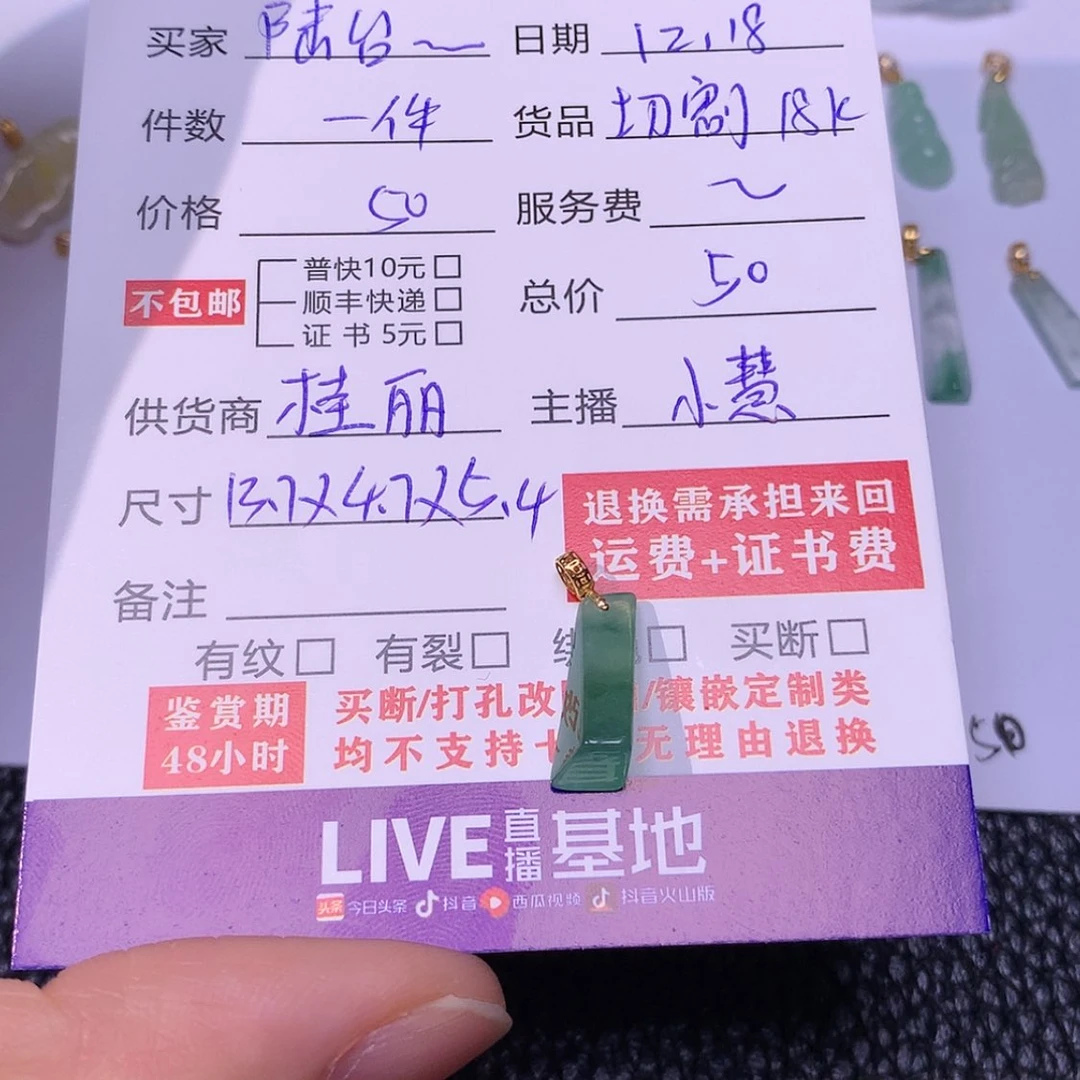 买家 陆台~ 日期 12.18
件数 一件 货品 切割 18K
价格 50 服务费 ~
不包邮 普快10元□
顺丰快递□
证书5元□
总价 50
供货商 桂丽 主播 小慧
尺寸 13.7X4.7X5.4
退换需承担来回
运费+证书费
备注
有纹□ 有裂□ □ 买断□
鉴赏期
48小时
买断/打孔改 /镶嵌定制类
均不支持七 无理由退换
50
LIVE直播基地
头条 今日头条 抖音 西瓜视频 抖音火山版